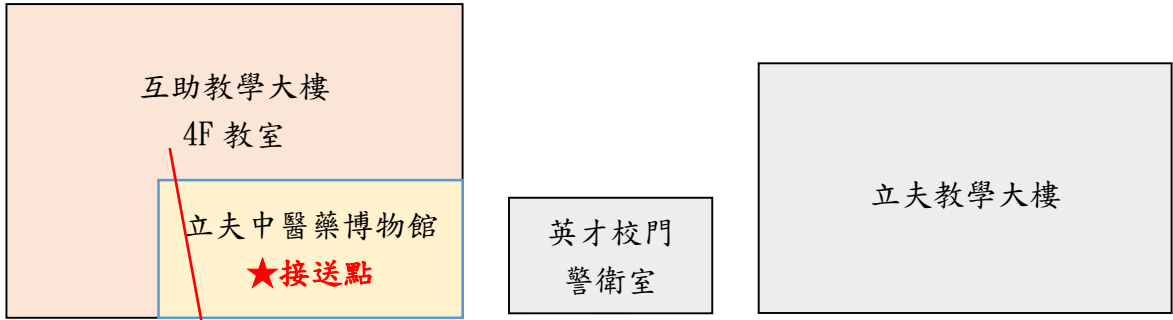 互助教學大樓
4F 教室
立夫中醫藥博物館
★接送點
英才校門
警衛室
立夫教學大樓